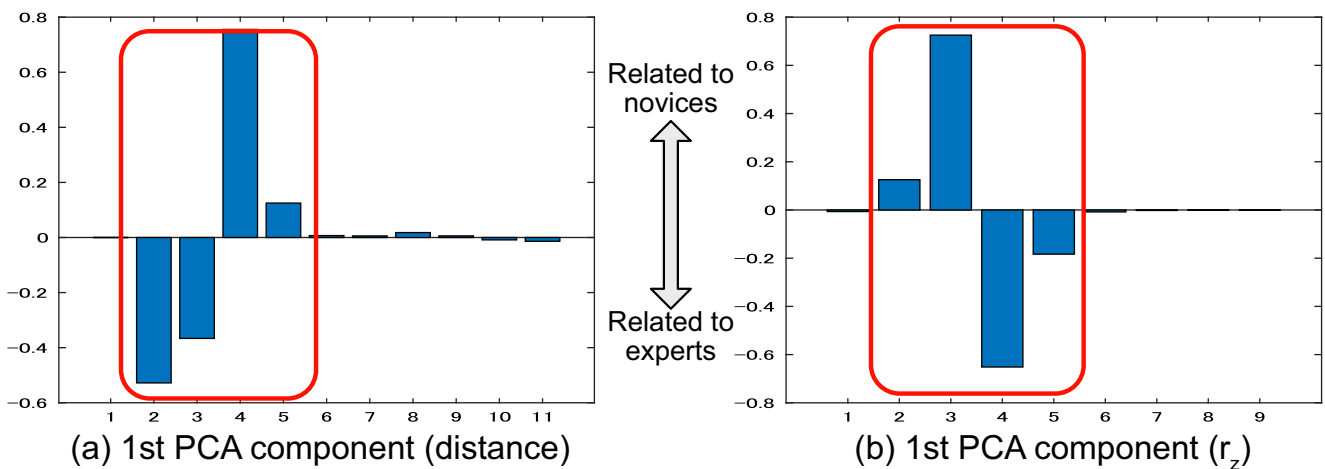 0.8
0.6
0.4
0.2
0
−0.2
−0.4
−0.6
1 2 3 4 5 6 7 8 9 10 11
(a) 1st PCA component (distance)
Related to
novices
Related to
experts
0.8
0.6
0.4
0.2
0
−0.2
−0.4
−0.6
−0.8
1 2 3 4 5 6 7 8 9
(b) 1st PCA component (r_z)